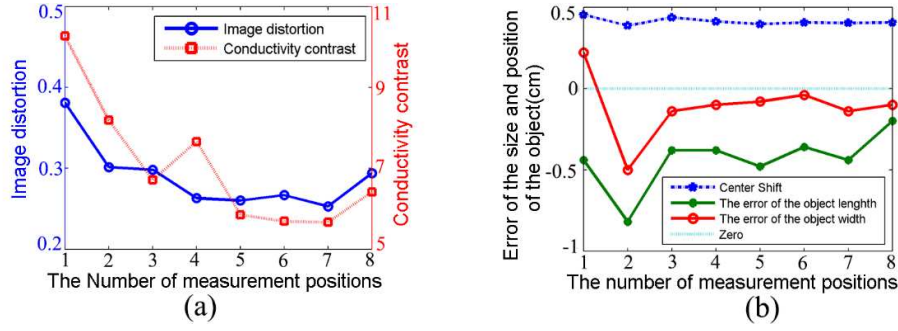 0.5
0.4
0.3
0.2
Image distortion
Image distortion
Conductivity contrast
11
9
7
5
Conductivity contrast
1 2 3 4 5 6 7 8
The Number of measurement positions
(a)
0.5
0
-0.5
-1
Error of the size and position
of the object(cm)
Center Shift
The error of the object lenghth
The error of the object width
Zero
1 2 3 4 5 6 7 8
The number of measurement positions
(b)